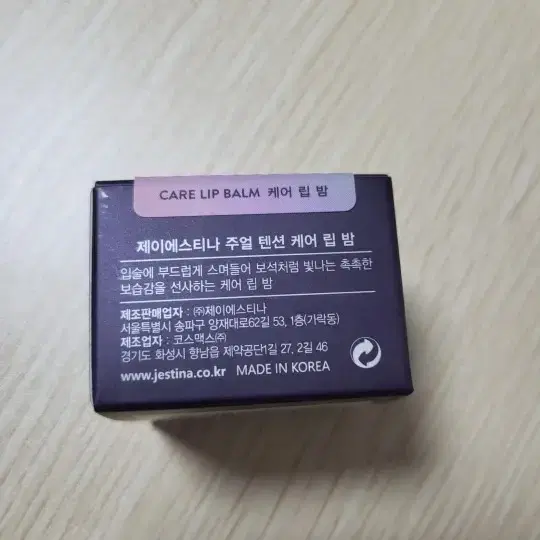 CARE LIP BALM 케어 립 밤
제이에스티나 주얼 텐션 케어 립 밤
입술에 부드럽게 스며들어 보석처럼 빛나는 촉촉한
보습감을 선사하는 케어 립 밤
제조판매업자 : ㈜제이에스티나
서울특별시 송파구 양재대로62길 53, 1층(가락동)
제조업자 : 코스맥스㈜
경기도 화성시 향남읍 제약공단1길 27, 2길 46
www.jestina.co.kr MADE IN KOREA